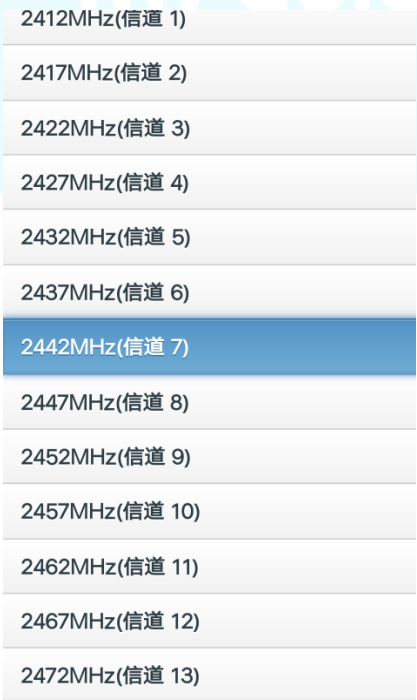 2412MHz(信道 1)
2417MHz(信道 2)
2422MHz(信道 3)
2427MHz(信道 4)
2432MHz(信道 5)
2437MHz(信道 6)
2442MHz(信道 7)
2447MHz(信道 8)
2452MHz(信道 9)
2457MHz(信道 10)
2462MHz(信道 11)
2467MHz(信道 12)
2472MHz(信道 13)